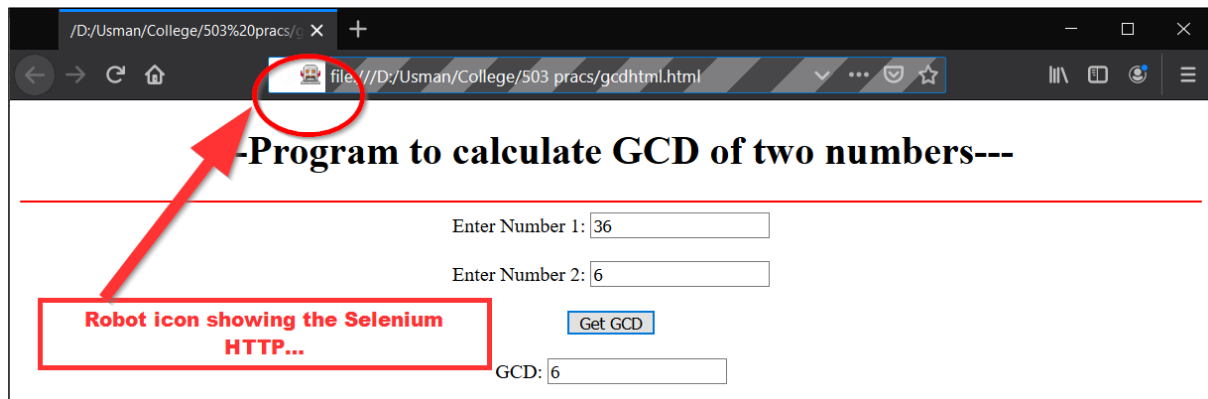 /D:/Usman/College/503%20pracs/g
file:///D:/Usman/College/503 pracs/gcdhtml.html
-Program to calculate GCD of two numbers---
Enter Number 1: 36
Enter Number 2: 6
Robot icon showing the Selenium
HTTP...
Get GCD
GCD: 6